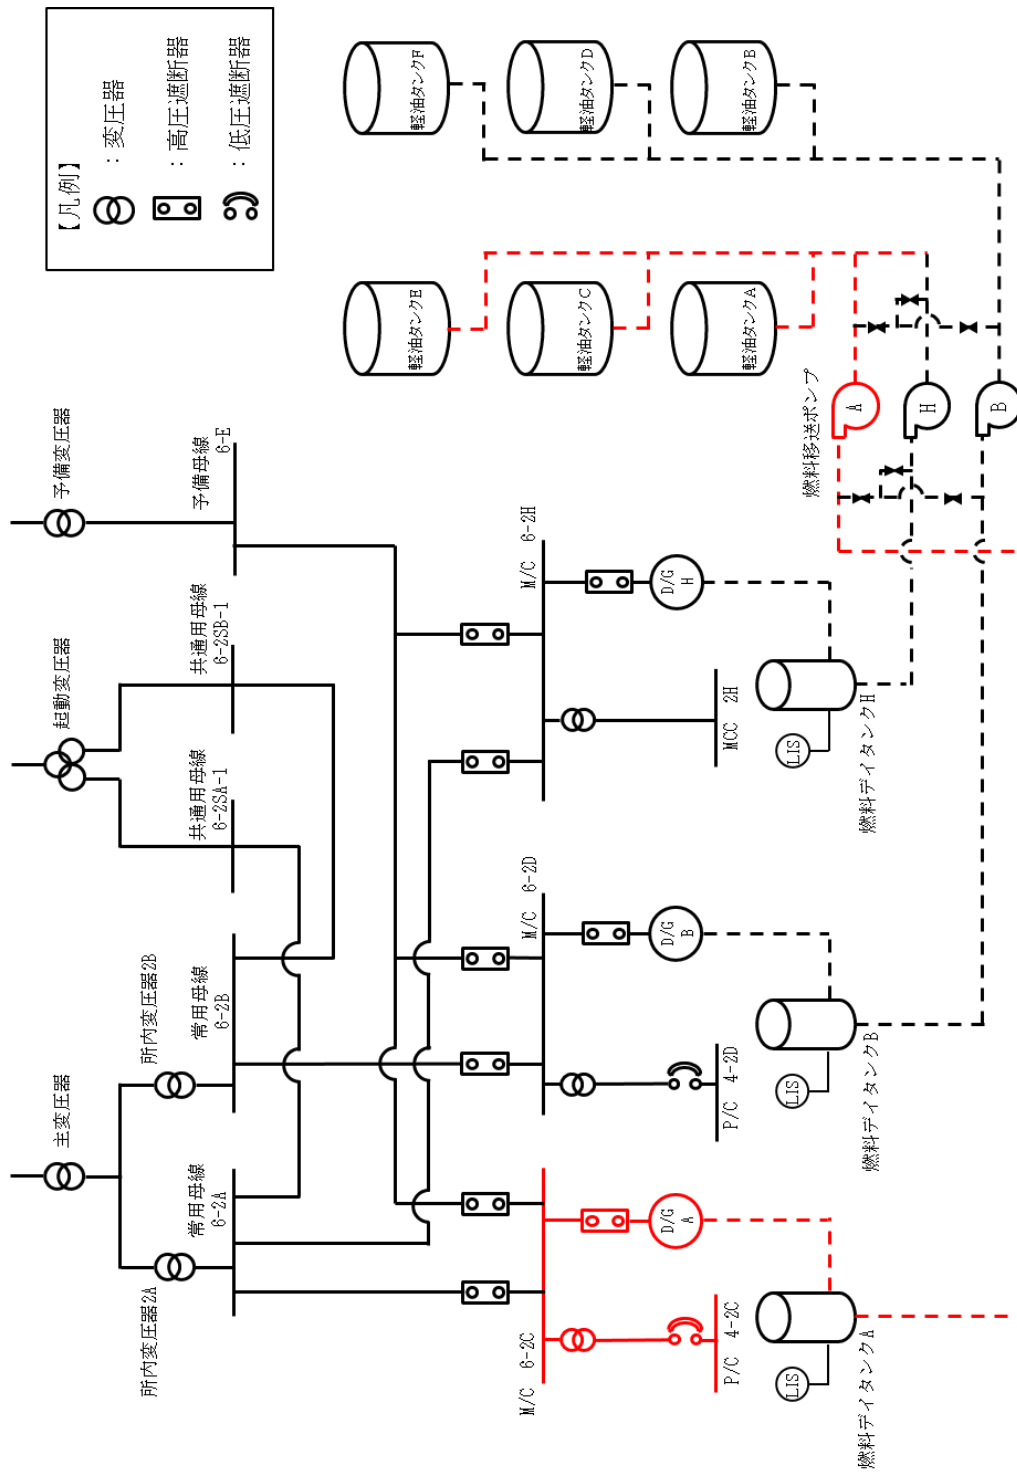 【凡例】
：変圧器
：高圧遮断器
：低圧遮断器
主変圧器
起動変圧器
予備変圧器
所内変圧器2A
所内変圧器2B
常用母線
6-2A
常用母線
6-2B
共通用母線
6-2SA-1
共通用母線
6-2SB-1
予備母線
6-E
M/C 6-2C
M/C 6-2D
M/C 6-2H
D/G
A
D/G
B
D/G
H
P/C 4-2C
P/C 4-2D
MCC 2H
LIS
燃料デイタンクA
LIS
燃料デイタンクB
LIS
燃料デイタンクH
燃料移送ポンプ
A
H
B
軽油タンクE
軽油タンクC
軽油タンクA
軽油タンクF
軽油タンクD
軽油タンクB